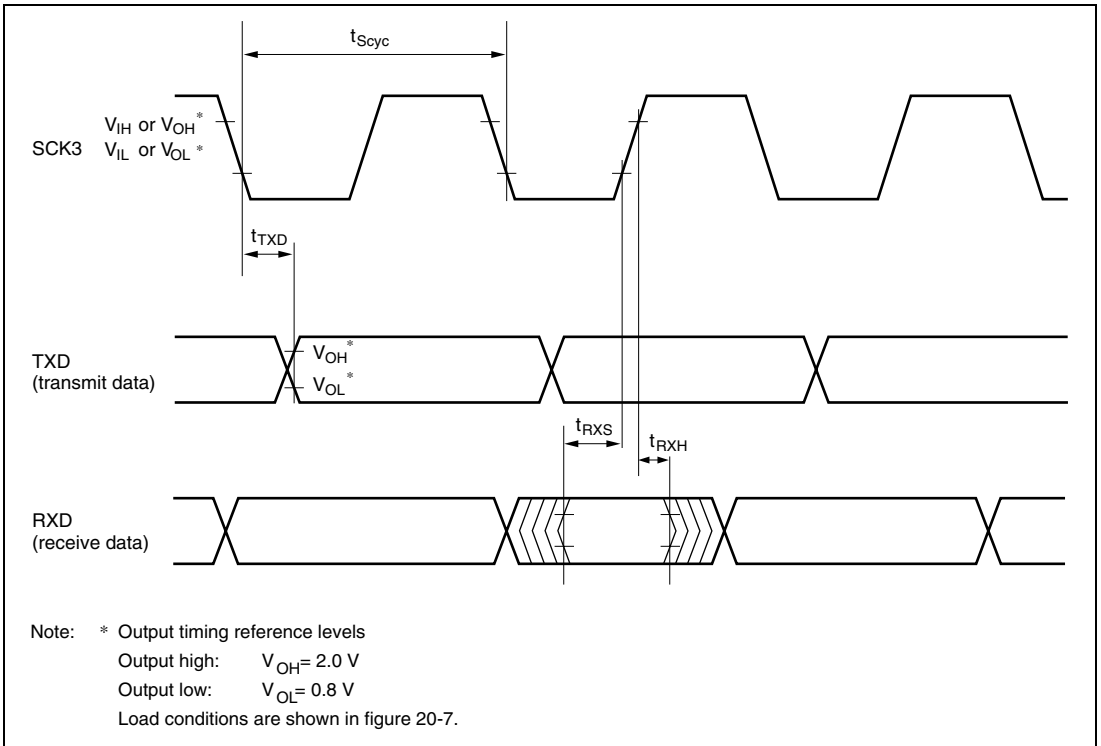 tScyc
SCK3
VIH or VOH*
VIL or VOL*
tTXD
TXD
(transmit data)
VOH*
VOL*
tRXS
tRXH
RXD
(receive data)
Note: * Output timing reference levels
Output high: VOH= 2.0 V
Output low: VOL= 0.8 V
Load conditions are shown in figure 20-7.